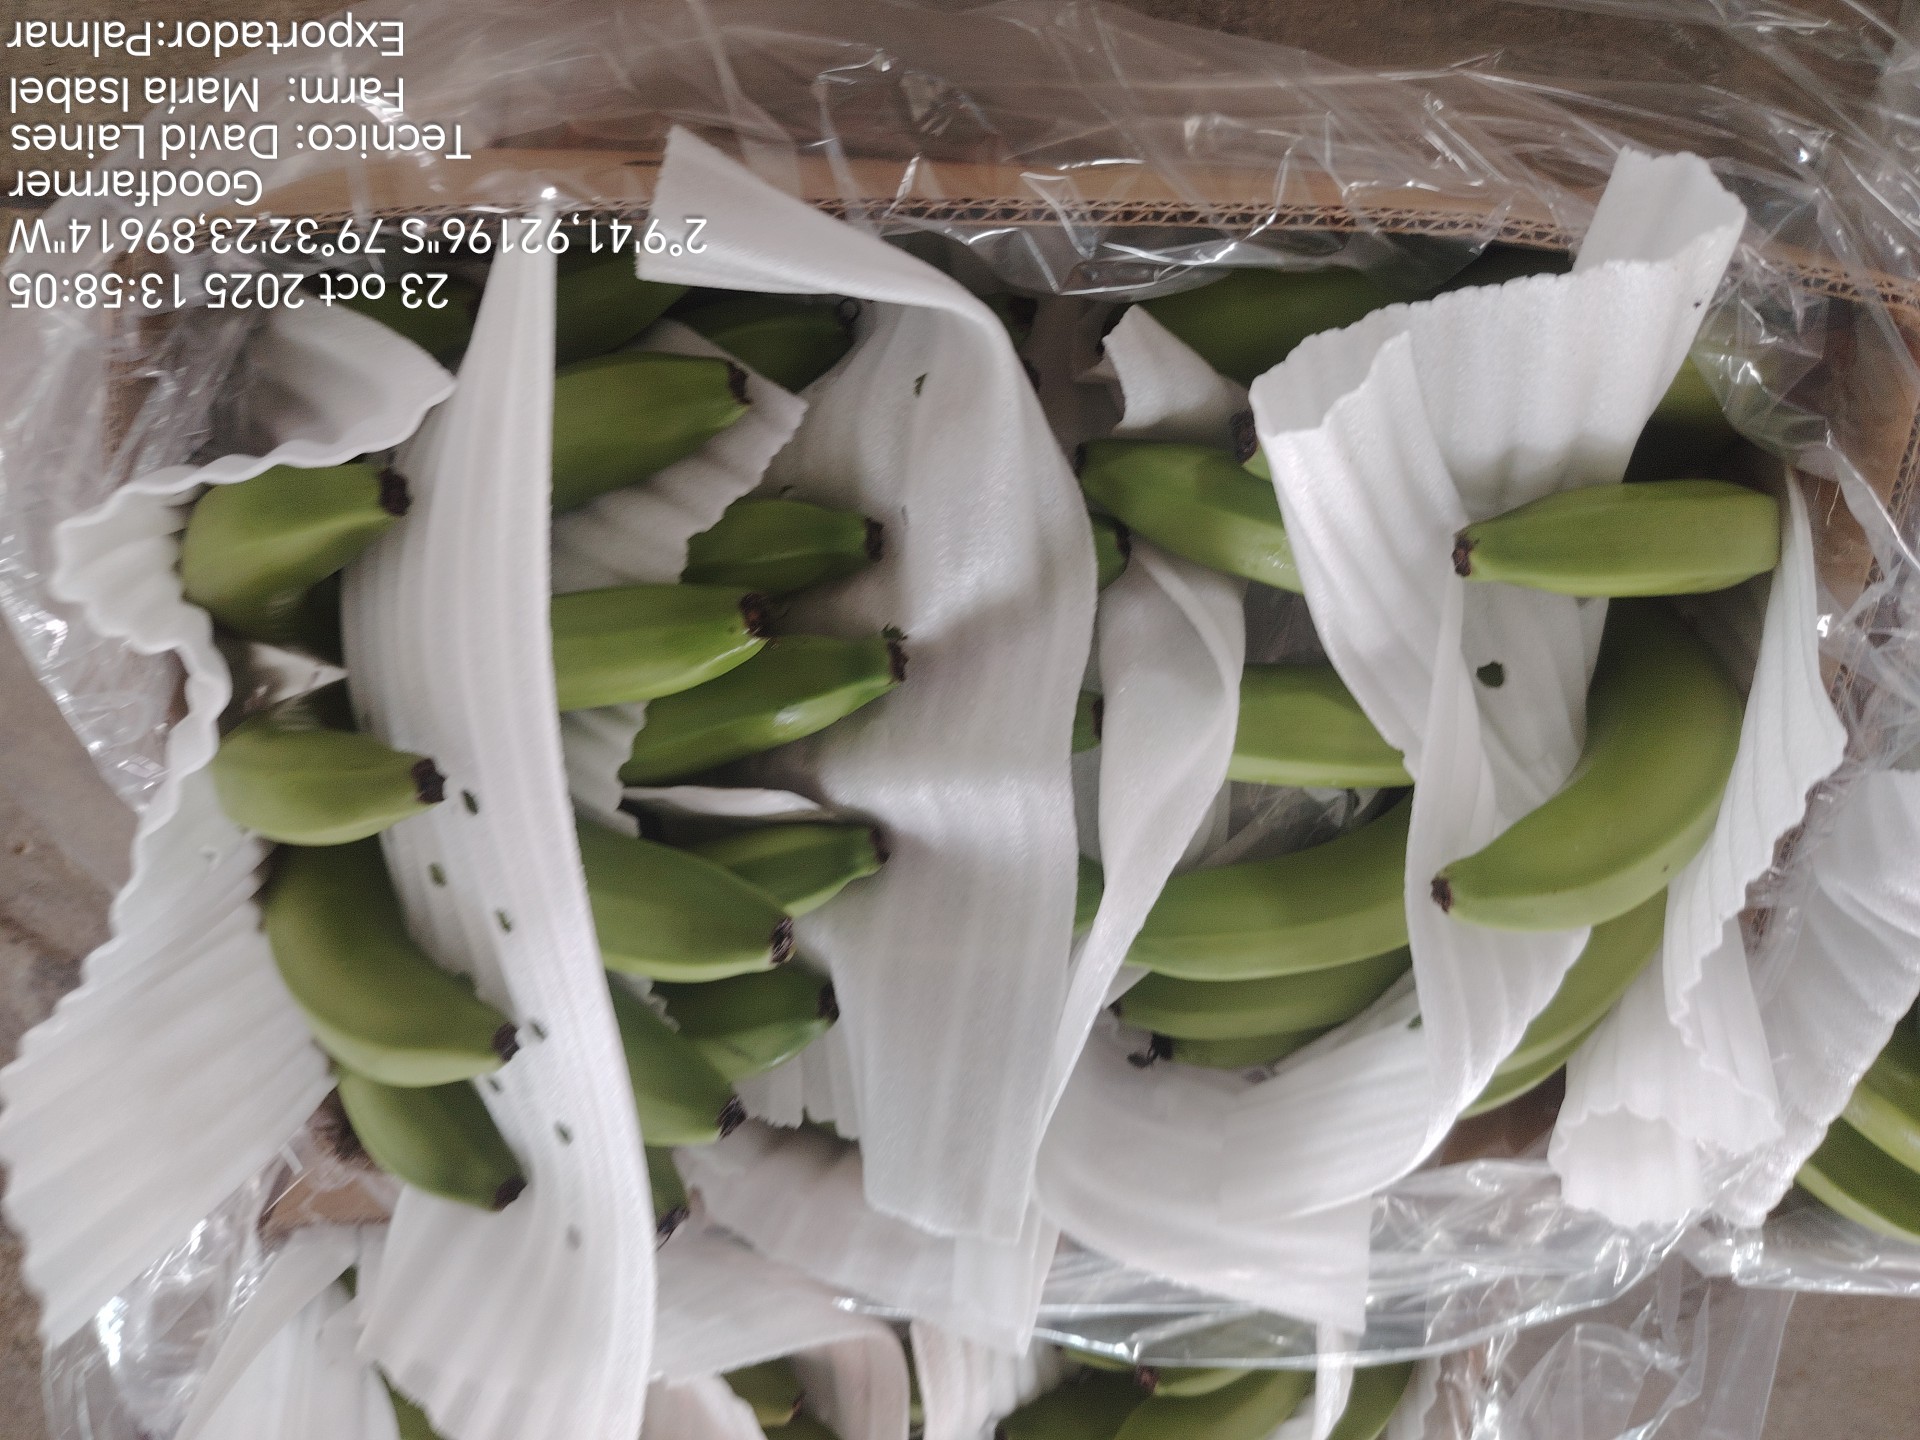 23 oct 2025 13:58:05
2°9'41,92196"S 79°32'23,89614"W
Goodfarmer
Tecnico: David Laines
Farm:  María Isabel
Exportador:Palmar